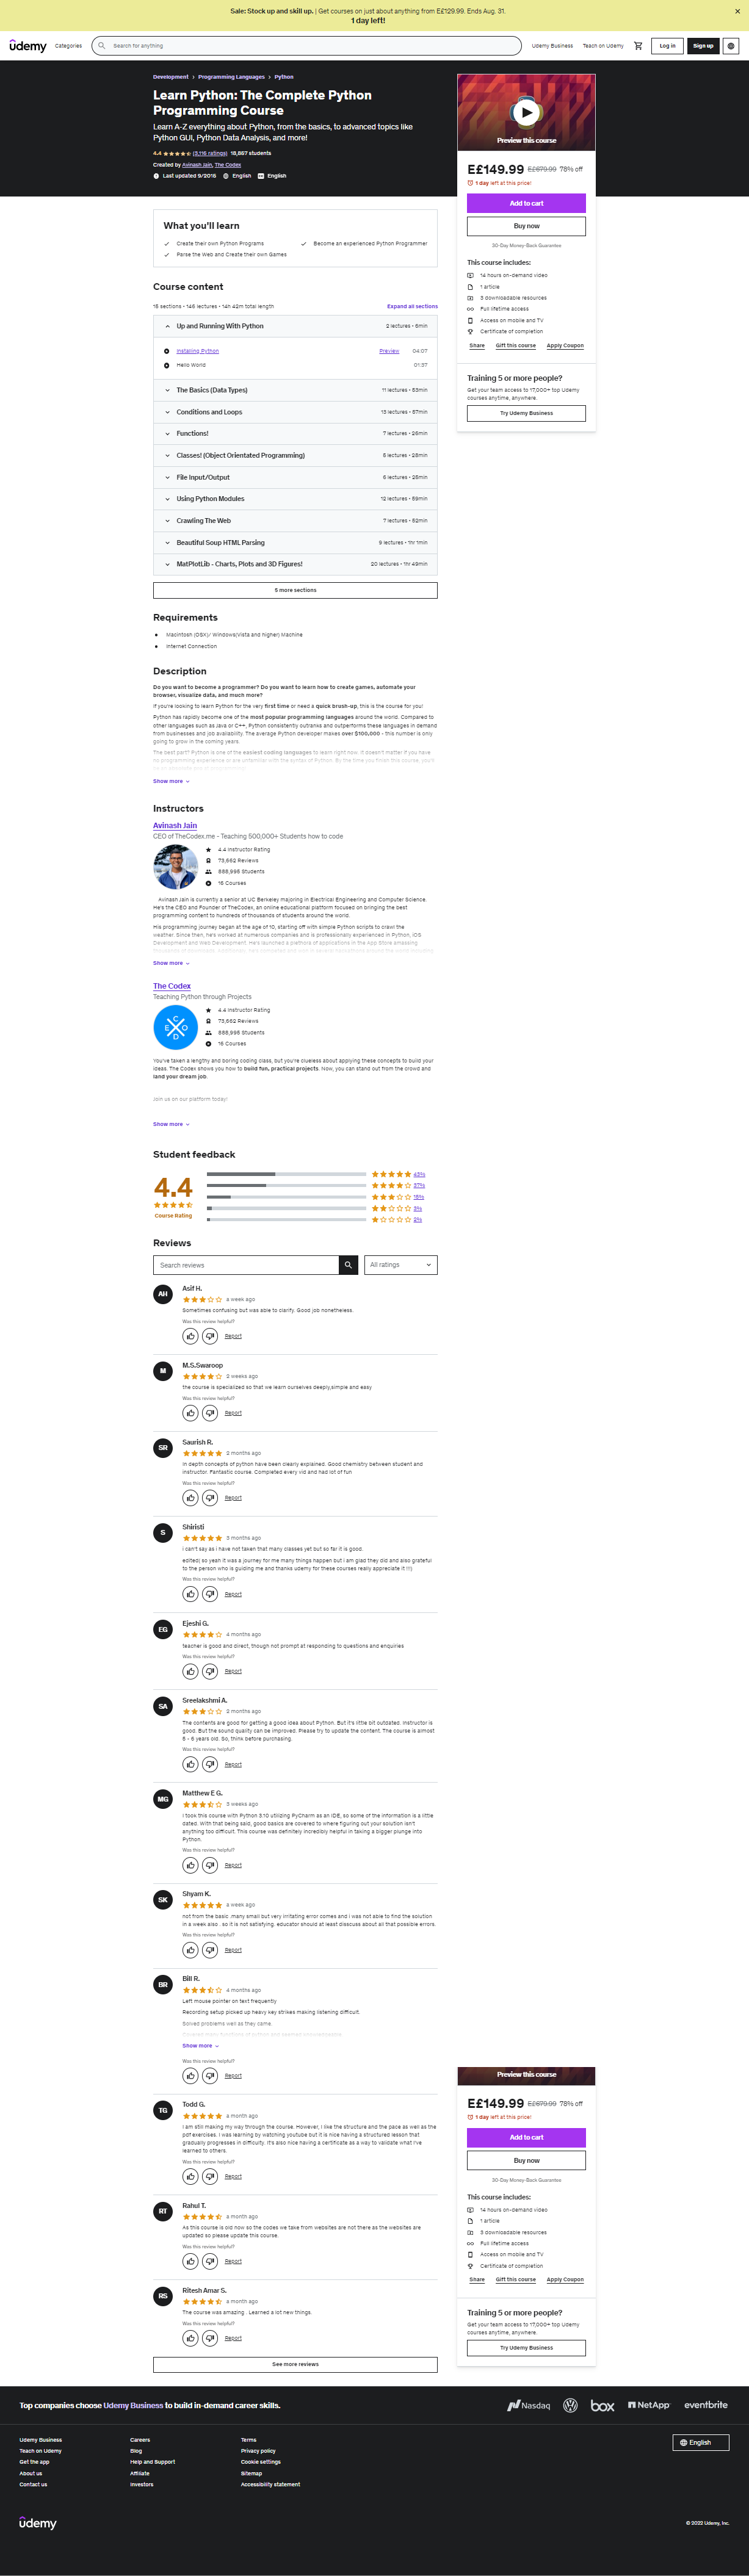 Sale: Stock up and skill up. | Get courses on just about anything from E£129.99. Ends Aug. 31.
1 day left!
udemy
Categories
Search for anything
Udemy Business
Teach on Udemy
Log in
Sign up
Development > Programming Languages > Python
Learn Python: The Complete Python
Programming Course
Learn A-Z everything about Python, from the basics, to advanced topics like
Python GUI, Python Data Analysis, and more!
4.4 (3,116 ratings) 18,867 students
Created by Avinash Jain, The Codex
Last updated 9/2015 English English
Preview this course
E£149.99 E£679.99 78% off
1 day left at this price!
Add to cart
Buy now
30-Day Money-Back Guarantee
This course includes:
14 hours on-demand video
1 article
3 downloadable resources
Full lifetime access
Access on mobile and TV
Certificate of completion
Share Gift this course Apply Coupon
Training 5 or more people?
Get your team access to 17,000+ top Udemy
courses anytime, anywhere.
Try Udemy Business
What you'll learn
Create their own Python Programs
Become an experienced Python Programmer
Parse the Web and Create their own Games
Course content
15 sections • 146 lectures • 14h 42m total length
Expand all sections
Up and Running With Python 2 lectures • 6min
Installing Python Preview 04:07
Hello World 01:37
The Basics (Data Types) 11 lectures • 53min
Conditions and Loops 13 lectures • 57min
Functions! 7 lectures • 26min
Classes! (Object Orientated Programming) 5 lectures • 28min
File Input/Output 6 lectures • 25min
Using Python Modules 12 lectures • 59min
Crawling The Web 7 lectures • 52min
Beautiful Soup HTML Parsing 9 lectures • 1hr 1min
MatPlotLib - Charts, Plots and 3D Figures! 20 lectures • 1hr 49min
5 more sections
Requirements
Macintosh (OSX)/ Windows(Vista and higher) Machine
Internet Connection
Description
Do you want to become a programmer? Do you want to learn how to create games, automate your
browser, visualize data, and much more?
If you're looking to learn Python for the very first time or need a quick brush-up, this is the course for you!
Python has rapidly become one of the most popular programming languages around the world. Compared to
other languages such as Java or C++, Python consistently outranks and outperforms these languages in demand
from businesses and job availability. The average Python developer makes over $100,000 - this number is only
going to grow in the coming years.
The best part? Python is one of the easiest coding languages to learn right now. It doesn't matter if you have
no programming experience or are unfamiliar with the syntax of Python. By the time you finish this course, you'll
Show more
Instructors
Avinash Jain
CEO of TheCodex.me - Teaching 500,000+ Students how to code
4.4 Instructor Rating
73,662 Reviews
888,998 Students
16 Courses
Avinash Jain is currently a senior at UC Berkeley majoring in Electrical Engineering and Computer Science.
He's the CEO and Founder of TheCodex, an online educational platform focused on bringing the best
programming content to hundreds of thousands of students around the world.
His programming journey began at the age of 10, starting off with simple Python scripts to crawl the
weather. Since then, he's worked at numerous companies and is professionally experienced in Python, iOS
Development and Web Development. He's launched a plethora of applications in the App Store amassing
Show more
The Codex
Teaching Python through Projects
CODEX
4.4 Instructor Rating
73,662 Reviews
888,998 Students
16 Courses
You've taken a lengthy and boring coding class, but you're clueless about applying these concepts to build your
ideas. The Codex shows you how to build fun, practical projects. Now, you can stand out from the crowd and
land your dream job.
Join us on our platform today!
Show more
Student feedback
4.4
Course Rating
43%
37%
15%
3%
2%
Reviews
Search reviews
All ratings
AH
Asif H.
a week ago
Sometimes confusing but was able to clarify. Good job honetheless.
Was this review helpful?
Report
M
M.S.Swaroop
2 weeks ago
the course is specialized so that we learn ourselves deeply,simple and easy
Was this review helpful?
Report
SR
Saurish R.
2 months ago
In depth concepts of python have been clearly explained. Good chemistry between student and
instructor. Fantastic course. Completed every vid and had lot of fun
Was this review helpful?
Report
S
Shiristi
3 months ago
i can't say as i have not taken that many classes yet but so far it is good.
edited( so yeah it was a journey for me many things happen but i am glad they did and also grateful
to the person who is guiding me and thanks udemy for these courses really appreciate it !!!)
Was this review helpful?
Report
EG
Ejeshi G.
4 months ago
teacher is good and direct, though not prompt at responding to questions and enquiries
Was this review helpful?
Report
SA
Sreelakshmi A.
2 months ago
The contents are good for getting a good idea about Python. But it's little bit outdated. Instructor is
good. But the sound quality can be improved. Please try to update the content. The course is almost
5 - 6 years old. So, think before purchasing.
Was this review helpful?
Report
MG
Matthew E G.
3 weeks ago
I took this course with Python 3.10 utilizing PyCharm as an IDE, so some of the information is a little
dated. With that being said, good basics are covered to where figuring out your solution isn't
anything too difficult. This course was definitely incredibly helpful in taking a bigger plunge into
Python.
Was this review helpful?
Report
SK
Shyam K.
a week ago
not from the basic .many small but very irritating error comes and i was not able to find the solution
in a week also . so it is not satisfying. educator should at least discuss about all that possible errors.
Was this review helpful?
Report
BR
Bill R.
4 months ago
Left mouse pointer on text frequently
Recording setup picked up heavy key strikes making listening difficult.
Solved problems well as they came.
Show more
Was this review helpful?
Report
TG
Todd G.
a month ago
I am still making my way through the course. However, I like the structure and the pace as well as the
pdf exercises. I was learning by watching youtube but it is nice having a structured lesson that
gradually progresses in difficulty. It's also nice having a certificate as a way to validate what I've
learned to others.
Was this review helpful?
Report
RT
Rahul T.
a month ago
As this course is old now so the codes we take from websites are not there as the websites are
updated so please update this course.
Was this review helpful?
Report
RS
Ritesh Amar S.
a month ago
The course was amazing . Learned a lot new things.
Was this review helpful?
Report
See more reviews
Preview this course
E£149.99 E£679.99 78% off
1 day left at this price!
Add to cart
Buy now
30-Day Money-Back Guarantee
This course includes:
14 hours on-demand video
1 article
3 downloadable resources
Full lifetime access
Access on mobile and TV
Certificate of completion
Share Gift this course Apply Coupon
Training 5 or more people?
Get your team access to 17,000+ top Udemy
courses anytime, anywhere.
Try Udemy Business
Top companies choose Udemy Business to build in-demand career skills.
Nasdaq
box
NetApp
eventbrite
Udemy Business
Teach on Udemy
Get the app
About us
Contact us
Careers
Blog
Help and Support
Affiliate
Investors
Terms
Privacy policy
Cookie settings
Sitemap
Accessibility statement
English
udemy
© 2022 Udemy, Inc.